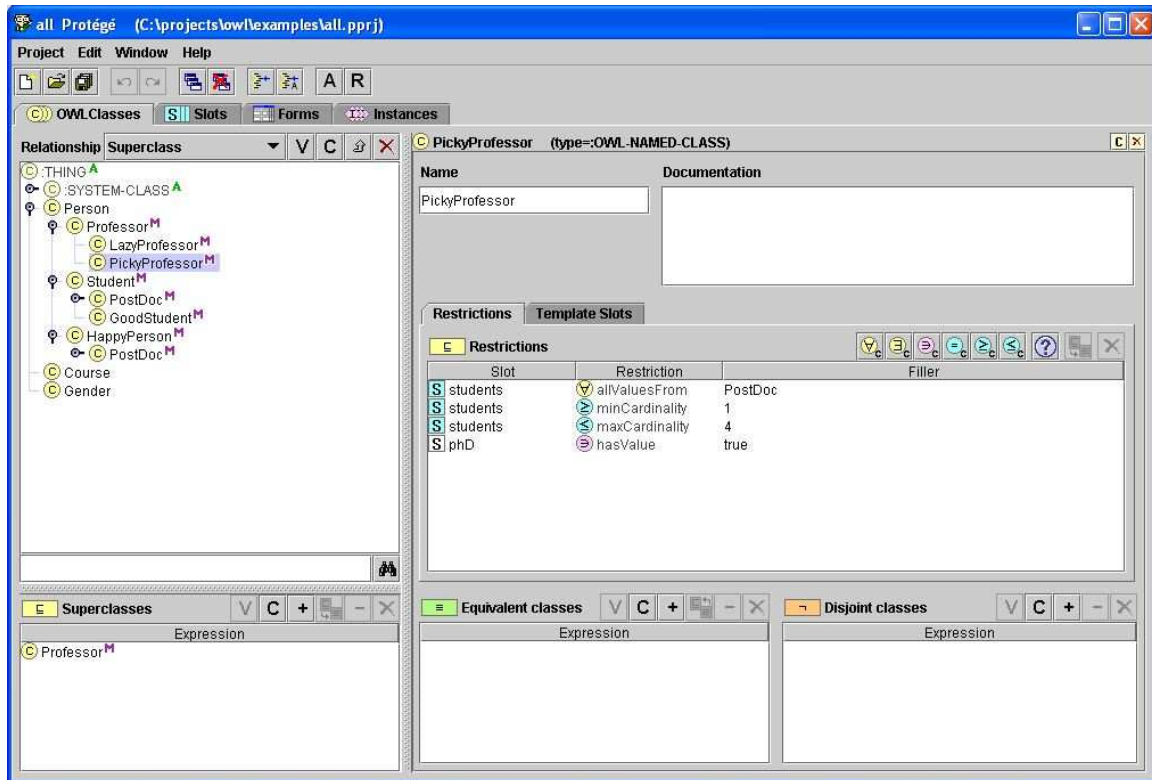 all Protégé (C:\projects\owl\examples\all.pprj)
Project Edit Window Help
A R
C OWLClasses S Slots Forms I Instances
Relationship Superclass V C
C :THING A
C :SYSTEM-CLASS A
C Person
C Professor M
C LazyProfessor M
C PickyProfessor M
C Student M
C PostDoc M
C GoodStudent M
C HappyPerson M
C PostDoc M
C Course
C Gender
C PickyProfessor (type=:OWL-NAMED-CLASS) C ×
Name Documentation
PickyProfessor
Restrictions Template Slots
⊑ Restrictions ∀c ∃c ∋c =c ≥c ≤c ?
Slot Restriction Filler
S students ∀ allValuesFrom PostDoc
S students ≥ minCardinality 1
S students ≤ maxCardinality 4
S phD ∋ hasValue true
⊑ Superclasses V C + −
Expression
C Professor M
≡ Equivalent classes V C + −
Expression
¬ Disjoint classes V C + −
Expression